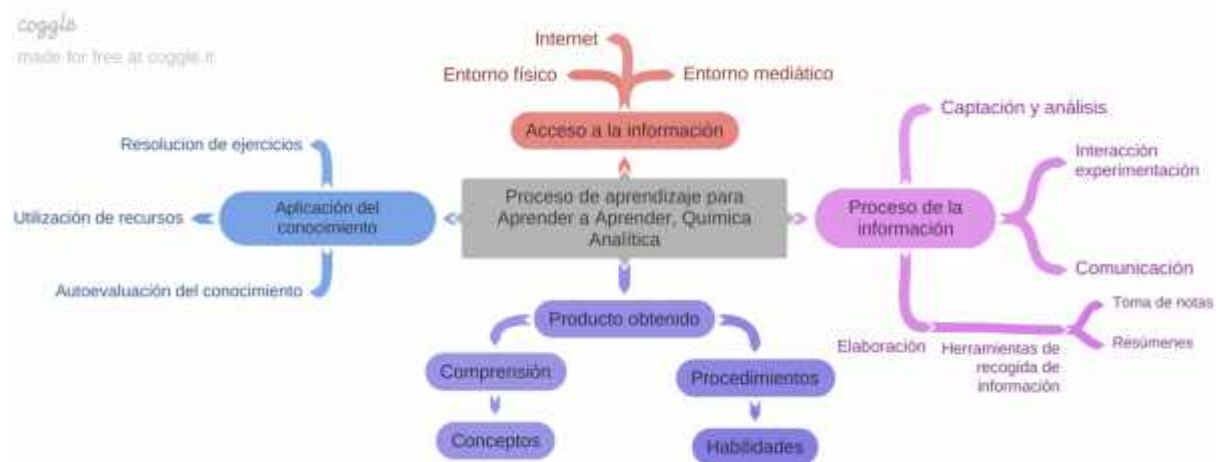 coggle
made for free at coggle.it
Internet
Entorno físico
Entorno mediático
Acceso a la información
Captación y análisis
Resolucion de ejercicios
Interacción
experimentación
Proceso de aprendizaje para
Aprender a Aprender, Química
Analítica
Aplicación del
conocimiento
Utilización de recursos
Proceso de la
información
Autoevaluación del conocimiento
Comunicación
Producto obtenido
Toma de notas
Elaboración
Herramientas de
recogida de
información
Resúmenes
Comprensión
Procedimientos
Conceptos
Habilidades